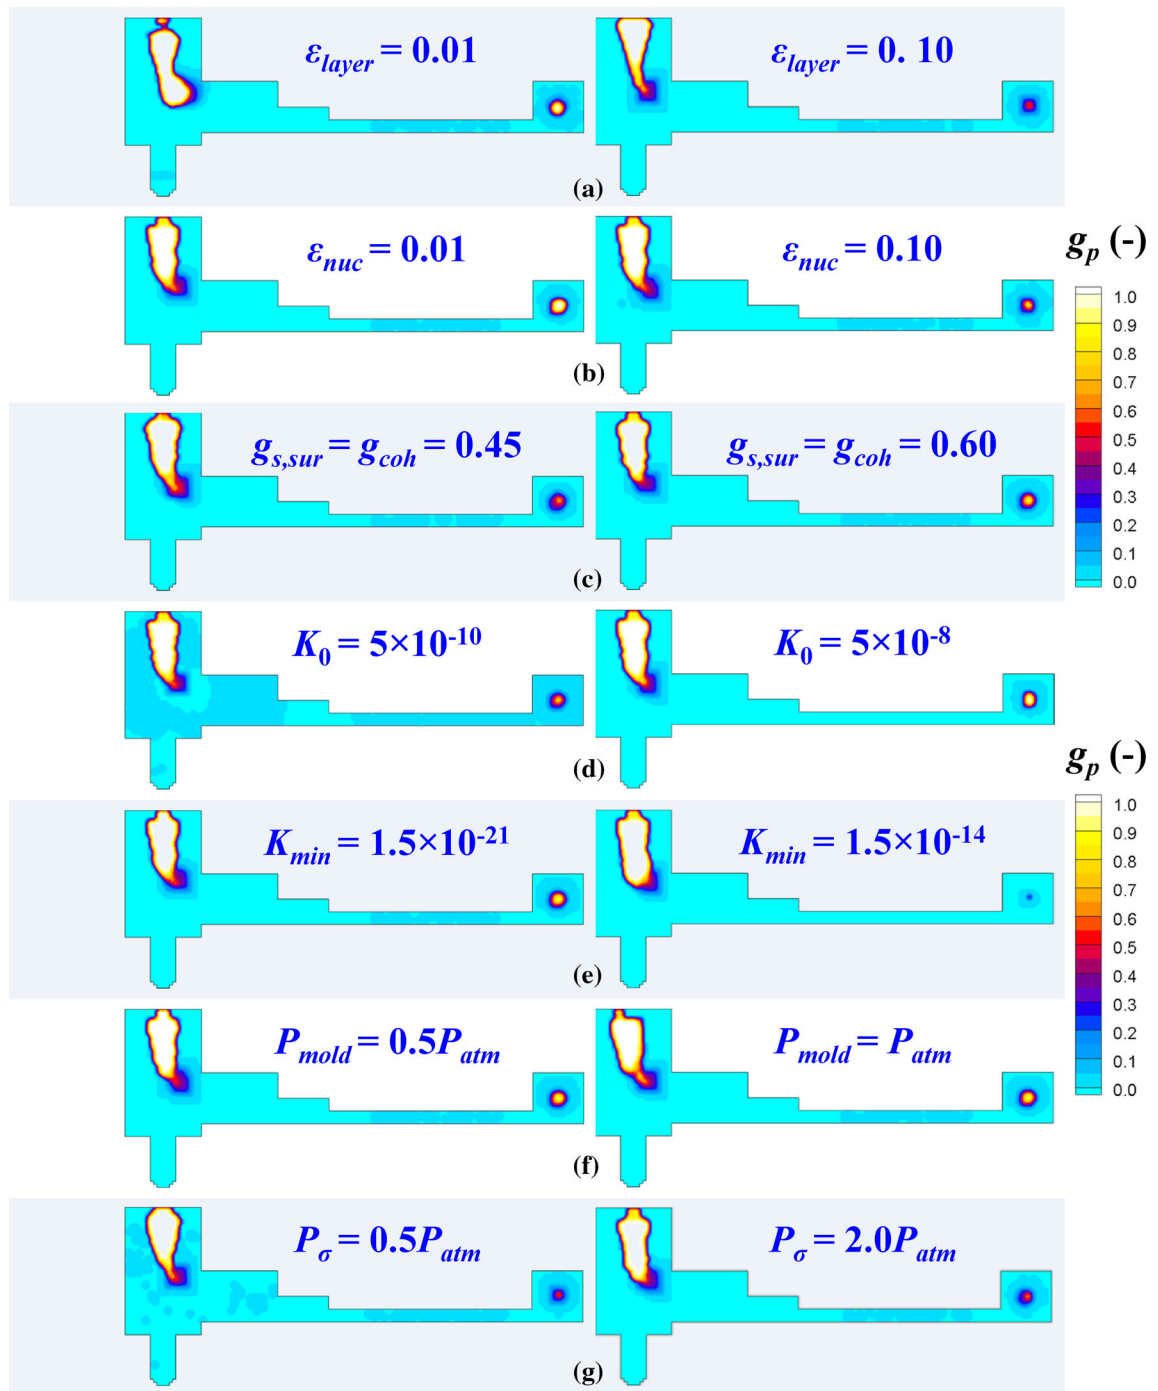 ε_layer = 0.01
ε_layer = 0. 10
(a)
ε_nuc = 0.01
ε_nuc = 0.10
(b)
g_p (-)
1.0
0.9
0.8
0.7
0.6
0.5
0.4
0.3
0.2
0.1
0.0
g_s,sur = g_coh = 0.45
g_s,sur = g_coh = 0.60
(c)
K_0 = 5×10^-10
K_0 = 5×10^-8
(d)
g_p (-)
1.0
0.9
0.8
0.7
0.6
0.5
0.4
0.3
0.2
0.1
0.0
K_min = 1.5×10^-21
K_min = 1.5×10^-14
(e)
P_mold = 0.5P_atm
P_mold = P_atm
(f)
P_σ = 0.5P_atm
P_σ = 2.0P_atm
(g)